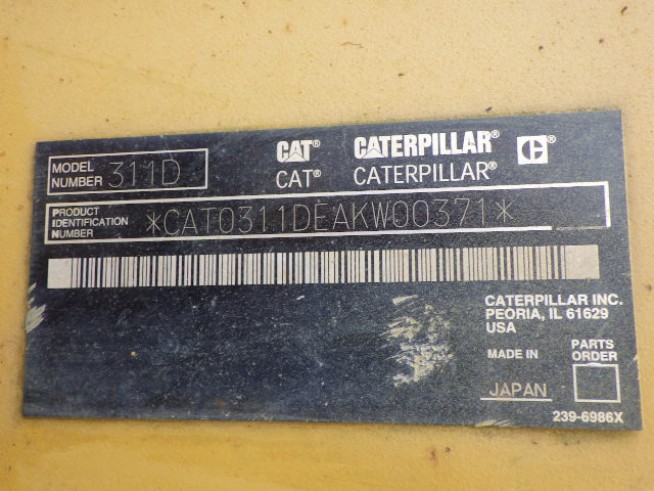 MODEL NUMBER 311D
CAT® CATERPILLAR® C
CAT® CATERPILLAR®
PRODUCT
IDENTIFICATION
NUMBER
*CAT0311DEAKW00371*
CATERPILLAR INC.
PEORIA, IL 61629
USA
MADE IN
JAPAN
PARTS
ORDER
239-6986X